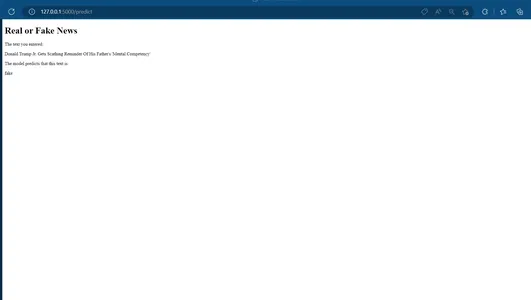 127.0.0.1:5000/predict
Real or Fake News
The text you entered:
Donald Trump Jr. Gets Scathing Reminder Of His Father's 'Mental Competency'
The model predicts that this text is:
fake